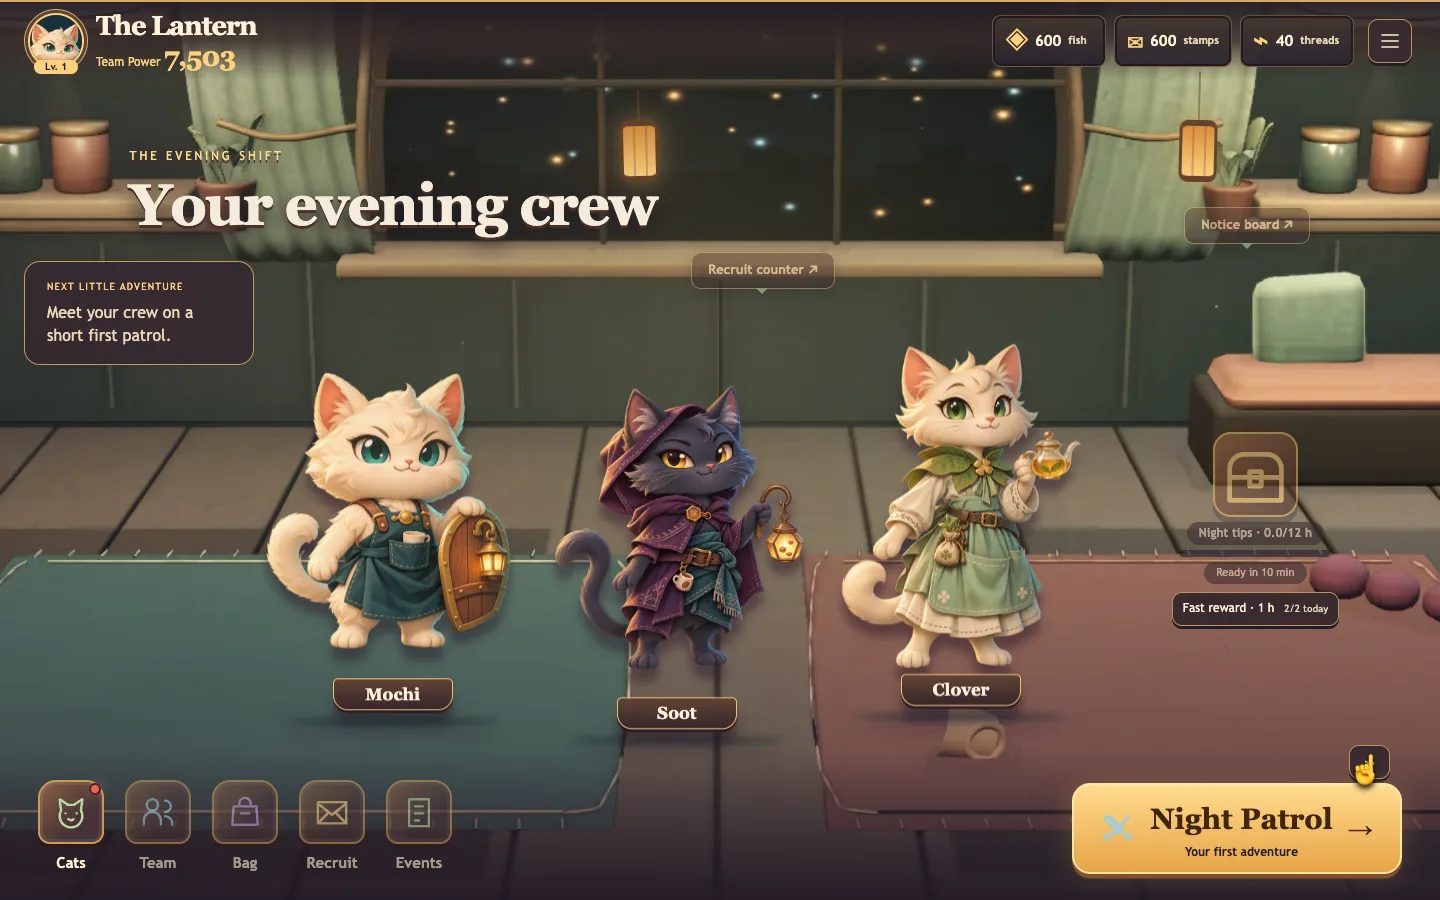 The Lantern
Team Power 7,503
Lv. 1
600 fish
600 stamps
40 threads
THE EVENING SHIFT
Your evening crew
Notice board ↗
Recruit counter ↗
NEXT LITTLE ADVENTURE
Meet your crew on a
short first patrol.
Night tips · 0.0/12 h
Ready in 10 min
Fast reward · 1 h 2/2 today
Mochi
Soot
Clover
Cats
Team
Bag
Recruit
Events
Night Patrol →
Your first adventure